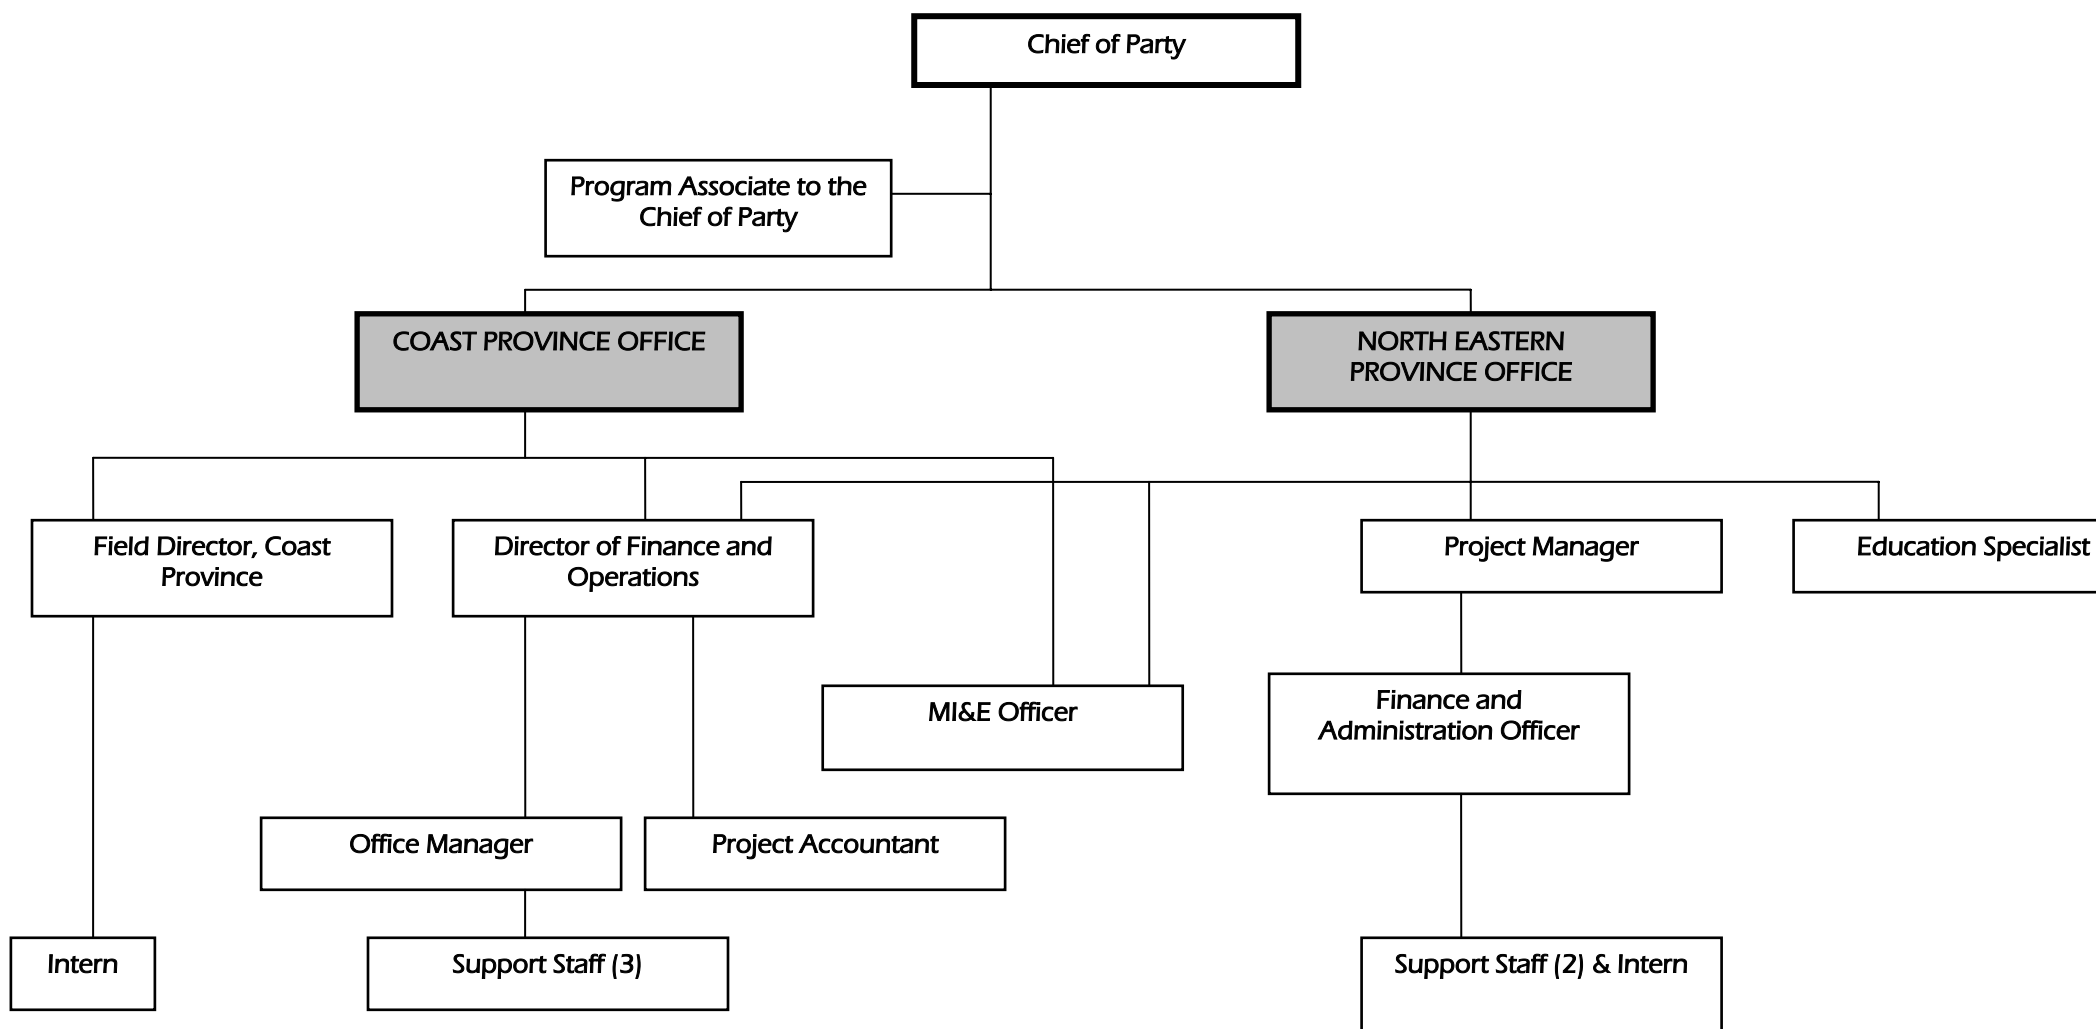 Chief of Party
Program Associate to the
Chief of Party
COAST PROVINCE OFFICE
NORTH EASTERN
PROVINCE OFFICE
Field Director, Coast
Province
Director of Finance and
Operations
Project Manager
Education Specialist
MI&E Officer
Finance and
Administration Officer
Office Manager
Project Accountant
Intern
Support Staff (3)
Support Staff (2) & Intern